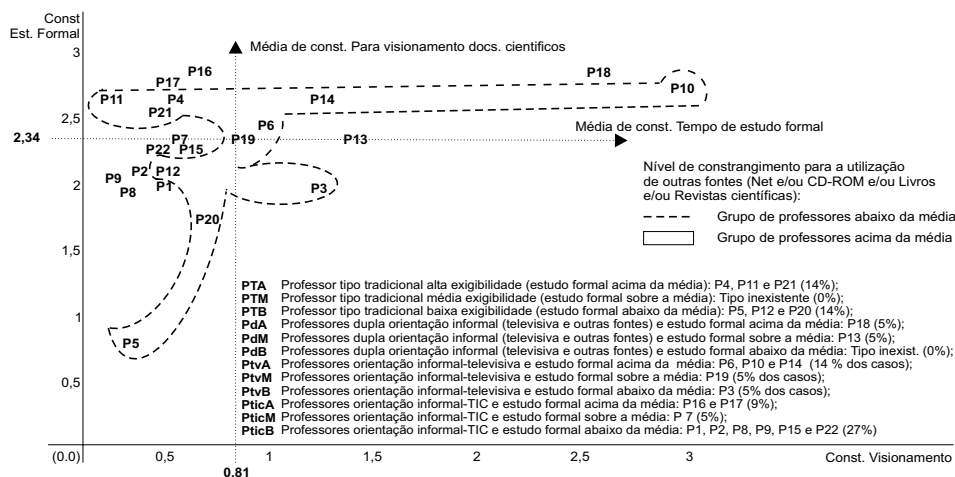 Const
Est. Formal
3
Média de const. Para visionamento docs. cientificos
P16
P18
P17
P10
P11
P4
P14
2,5
P21
P6
Média de const. Tempo de estudo formal
2,34
P7
P19
P13
P22
P15
Nível de constrangimento para a utilização
de outras fontes (Net e/ou CD-ROM e/ou Livros
e/ou Revistas científicas):
P2
P12
P9
2
P1
P8
P3
Grupo de professores abaixo da média
P20
Grupo de professores acima da média
1,5
PTA Professor tipo tradicional alta exigibilidade (estudo formal acima da média): P4, P11 e P21 (14%);
PTM Professor tipo tradicional média exigibilidade (estudo formal sobre a média): Tipo inexistente (0%);
PTB Professor tipo tradicional baixa exigibilidade (estudo formal abaixo da média): P5, P12 e P20 (14%);
1
PdA Professores dupla orientação informal (televisiva e outras fontes) e estudo formal acima da média: P18 (5%);
PdM Professores dupla orientação informal (televisiva e outras fontes) e estudo formal sobre a média: P13 (5%);
P5
PdB Professores dupla orientação informal (televisiva e outras fontes) e estudo formal abaixo da média: Tipo inexist. (0%);
PtvA Professores orientação informal-televisiva e estudo formal acima da média: P6, P10 e P14 (14 % dos casos);
PtvM Professores orientação informal-televisiva e estudo formal sobre a média: P19 (5% dos casos);
0,5
PtvB Professores orientação informal-televisiva e estudo formal abaixo da média: P3 (5% dos casos);
PticA Professores orientação informal-TIC e estudo formal acima da média: P16 e P17 (9%);
PticM Professores orientação informal-TIC e estudo formal sobre a média: P 7 (5%);
PticB Professores orientação informal-TIC e estudo formal abaixo da média: P1, P2, P8, P9, P15 e P22 (27%)
(0.0) 0,5 1 1,5 2 2,5 3 Const. Visionamento
0.81